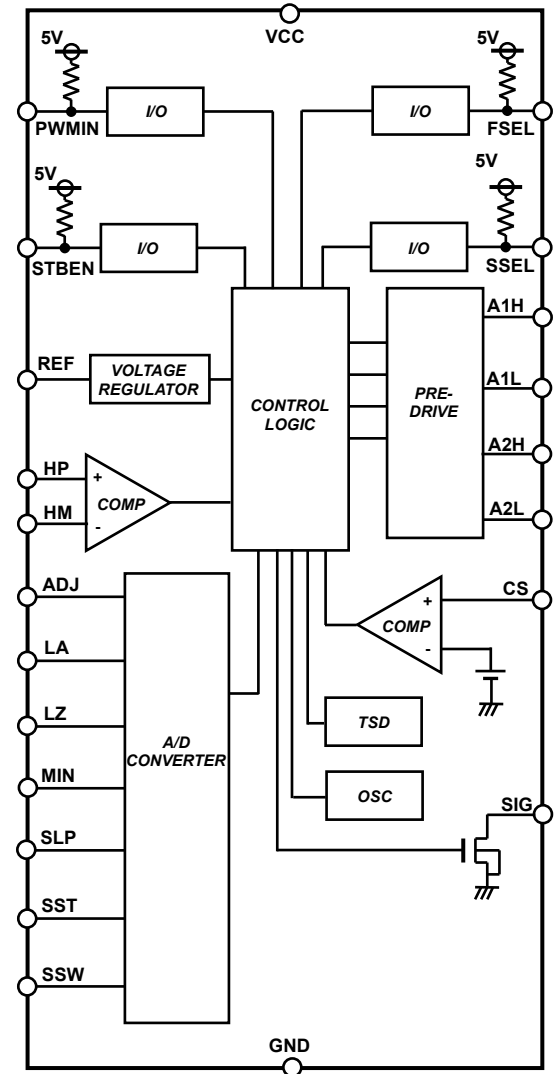 VCC
5V
PWMIN
I/O
5V
I/O
FSEL
5V
STBEN
I/O
5V
I/O
SSEL
REF
VOLTAGE
REGULATOR
CONTROL
LOGIC
PRE-
DRIVE
A1H
A1L
A2H
A2L
HP
HM
+
-
COMP
CS
+
-
COMP
ADJ
LA
LZ
MIN
SLP
SST
SSW
A/D
CONVERTER
TSD
OSC
SIG
GND